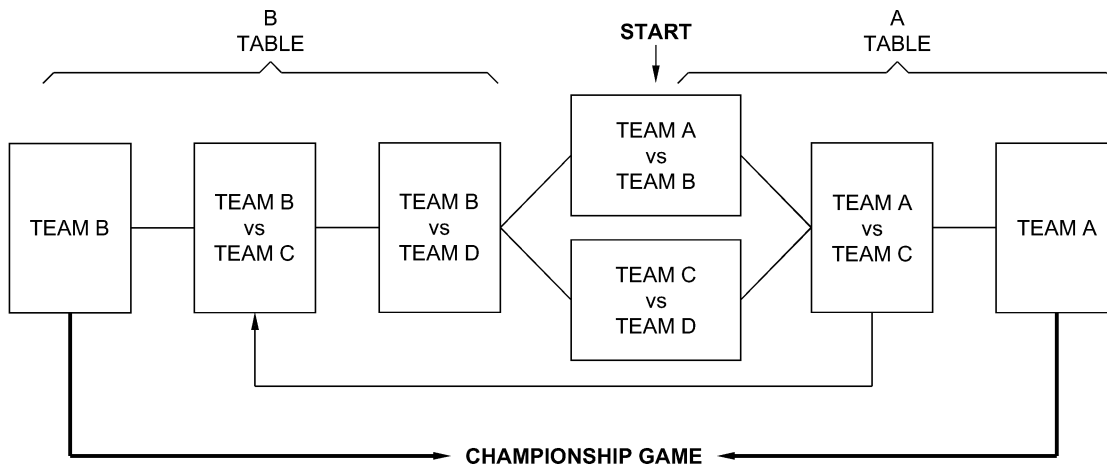 B
TABLE
START
A
TABLE
TEAM B
TEAM B
vs
TEAM C
TEAM B
vs
TEAM D
TEAM A
vs
TEAM B
TEAM C
vs
TEAM D
TEAM A
vs
TEAM C
TEAM A
CHAMPIONSHIP GAME